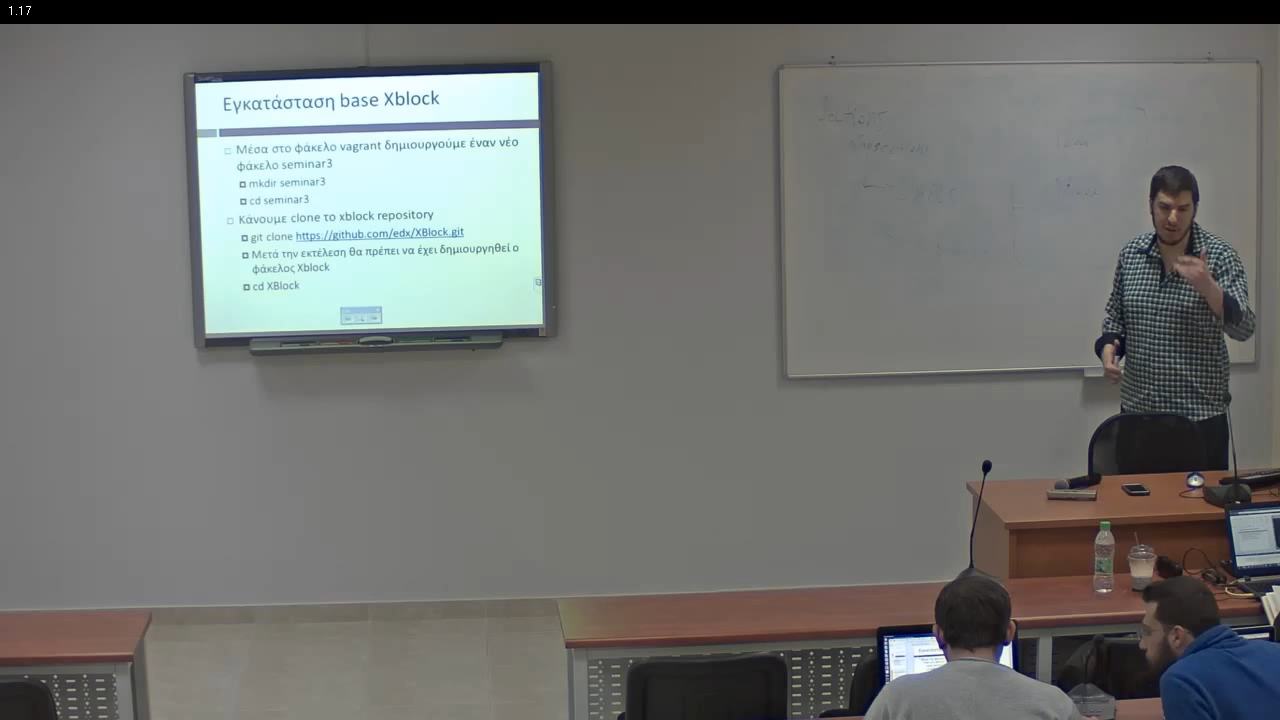 1.17
Εγκατάσταση base Xblock
Μέσα στο φάκελο vagrant δημιουργούμε έναν νέο
φάκελο seminar3
mkdir seminar3
cd seminar3
Κάνουμε clone το xblock repository
git clone https://github.com/edx/XBlock.git
Μετά την εκτέλεση θα πρέπει να έχει δημιουργηθεί ο
φάκελος Xblock
cd XBlock